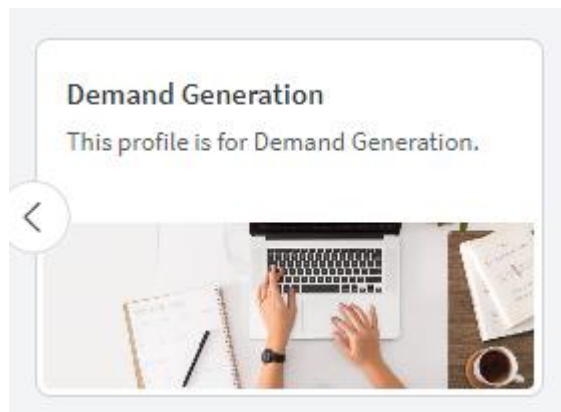 Demand Generation
This profile is for Demand Generation.